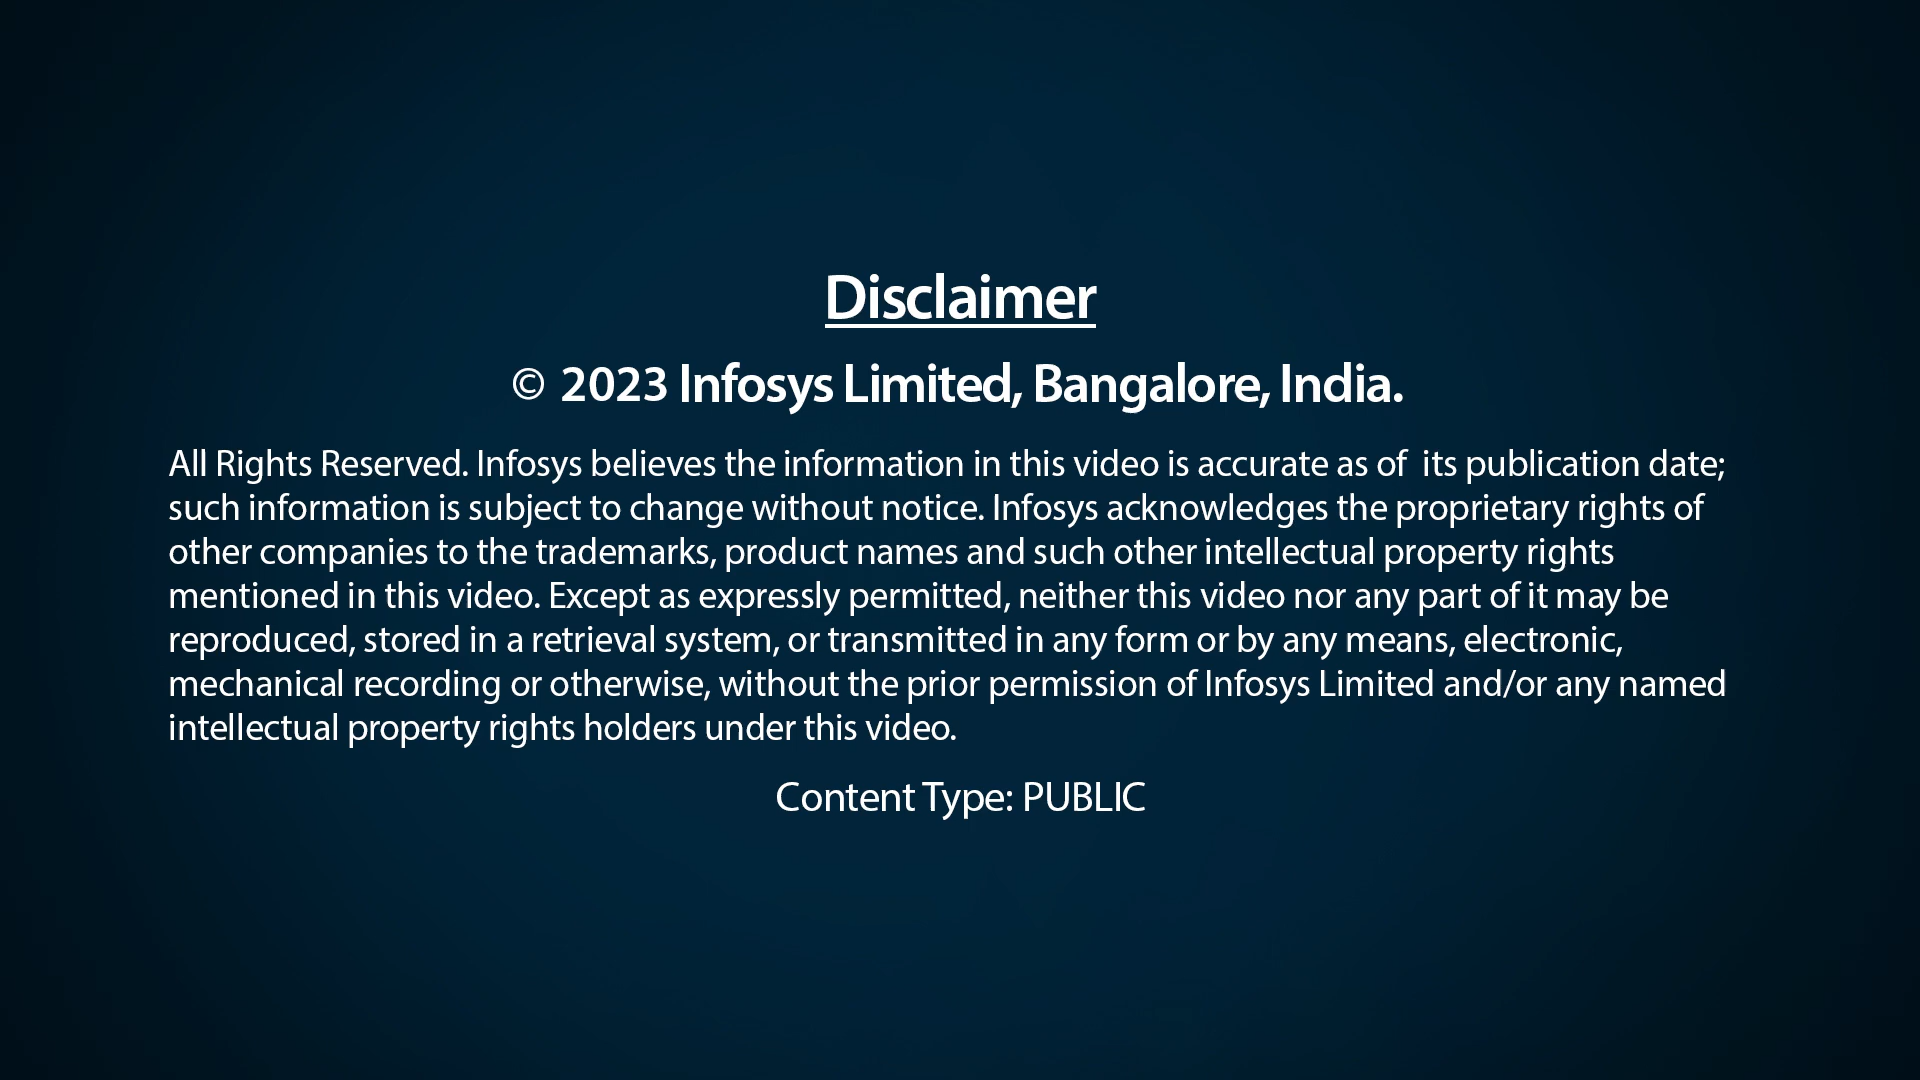 Disclaimer
© 2023 Infosys Limited, Bangalore, India.
All Rights Reserved. Infosys believes the information in this video is accurate as of  its publication date;
such information is subject to change without notice. Infosys acknowledges the proprietary rights of
other companies to the trademarks, product names and such other intellectual property rights
mentioned in this video. Except as expressly permitted, neither this video nor any part of it may be
reproduced, stored in a retrieval system, or transmitted in any form or by any means, electronic,
mechanical recording or otherwise, without the prior permission of Infosys Limited and/or any named
intellectual property rights holders under this video.
Content Type: PUBLIC